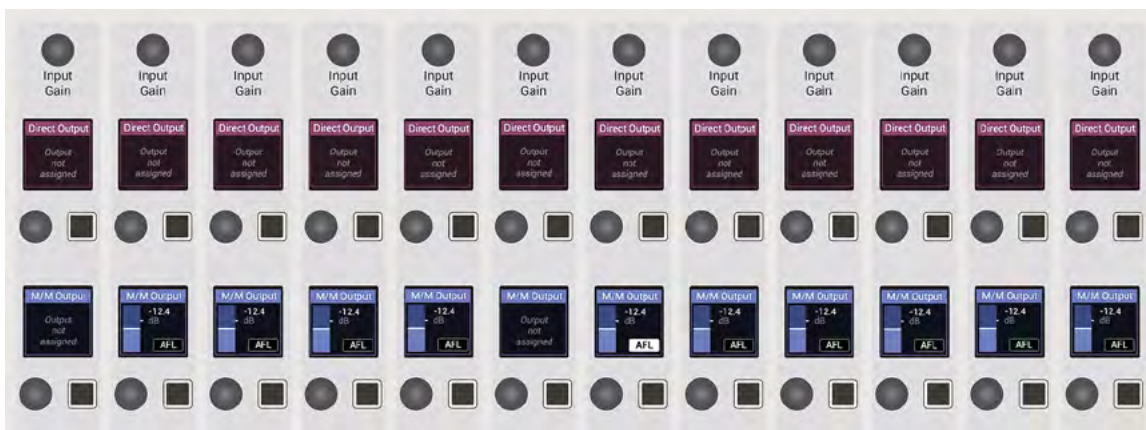 Input Input Input Input Input Input Input Input Input Input Input Input
Gain Gain Gain Gain Gain Gain Gain Gain Gain Gain Gain Gain
Direct Output Direct Output Direct Output Direct Output Direct Output Direct Output Direct Output Direct Output Direct Output Direct Output Direct Output Direct Output
Output Output Output Output Output Output Output Output Output Output Output Output
not not not not not not not not not not not not
assigned assigned assigned assigned assigned assigned assigned assigned assigned assigned assigned assigned
M/M Output M/M Output M/M Output M/M Output M/M Output M/M Output M/M Output M/M Output M/M Output M/M Output M/M Output M/M Output
Output -12.4 -12.4 -12.4 -12.4 Output -12.4 -12.4 -12.4 -12.4 -12.4 -12.4
not dB dB dB dB not dB dB dB dB dB dB
assigned AFL AFL AFL AFL assigned AFL AFL AFL AFL AFL AFL